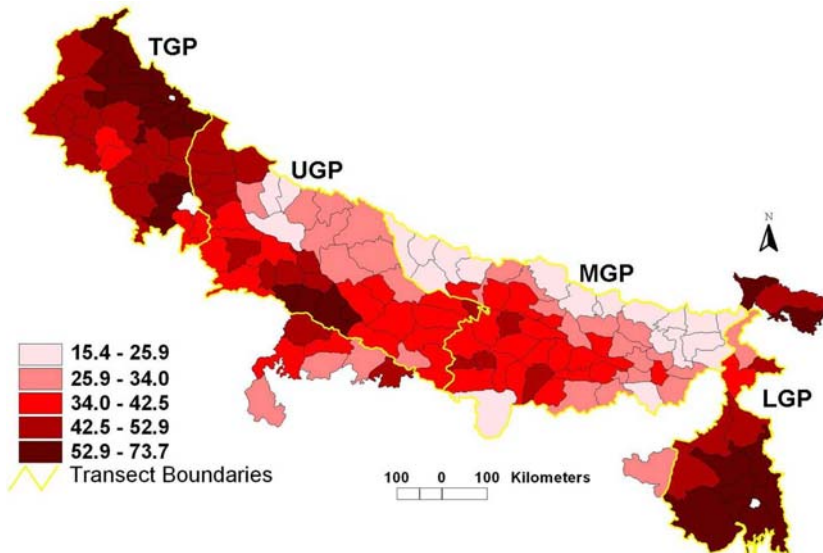 TGP
UGP
N
MGP
15.4 - 25.9
25.9 - 34.0
34.0 - 42.5
42.5 - 52.9
52.9 - 73.7
Transect Boundaries
LGP
100 0 100 Kilometers